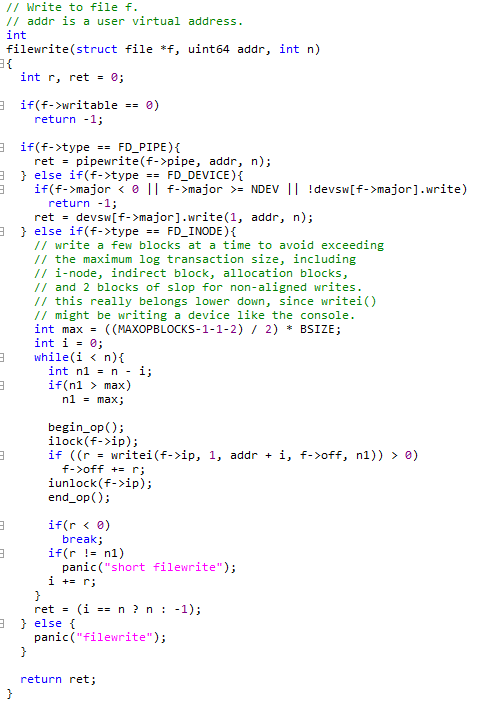 // Write to file f.
// addr is a user virtual address.
int
filewrite(struct file *f, uint64 addr, int n)
{
  int r, ret = 0;

  if(f->writable == 0)
    return -1;

  if(f->type == FD_PIPE){
    ret = pipewrite(f->pipe, addr, n);
  } else if(f->type == FD_DEVICE){
    if(f->major < 0 || f->major >= NDEV || !devsw[f->major].write)
      return -1;
    ret = devsw[f->major].write(1, addr, n);
  } else if(f->type == FD_INODE){
    // write a few blocks at a time to avoid exceeding
    // the maximum log transaction size, including
    // i-node, indirect block, allocation blocks,
    // and 2 blocks of slop for non-aligned writes.
    // this really belongs lower down, since writei()
    // might be writing a device like the console.
    int max = ((MAXOPBLOCKS-1-1-2) / 2) * BSIZE;
    int i = 0;
    while(i < n){
      int n1 = n - i;
      if(n1 > max)
        n1 = max;

      begin_op();
      ilock(f->ip);
      if ((r = writei(f->ip, 1, addr + i, f->off, n1)) > 0)
        f->off += r;
      iunlock(f->ip);
      end_op();

      if(r < 0)
        break;
      if(r != n1)
        panic("short filewrite");
      i += r;
    }
    ret = (i == n ? n : -1);
  } else {
    panic("filewrite");
  }

  return ret;
}